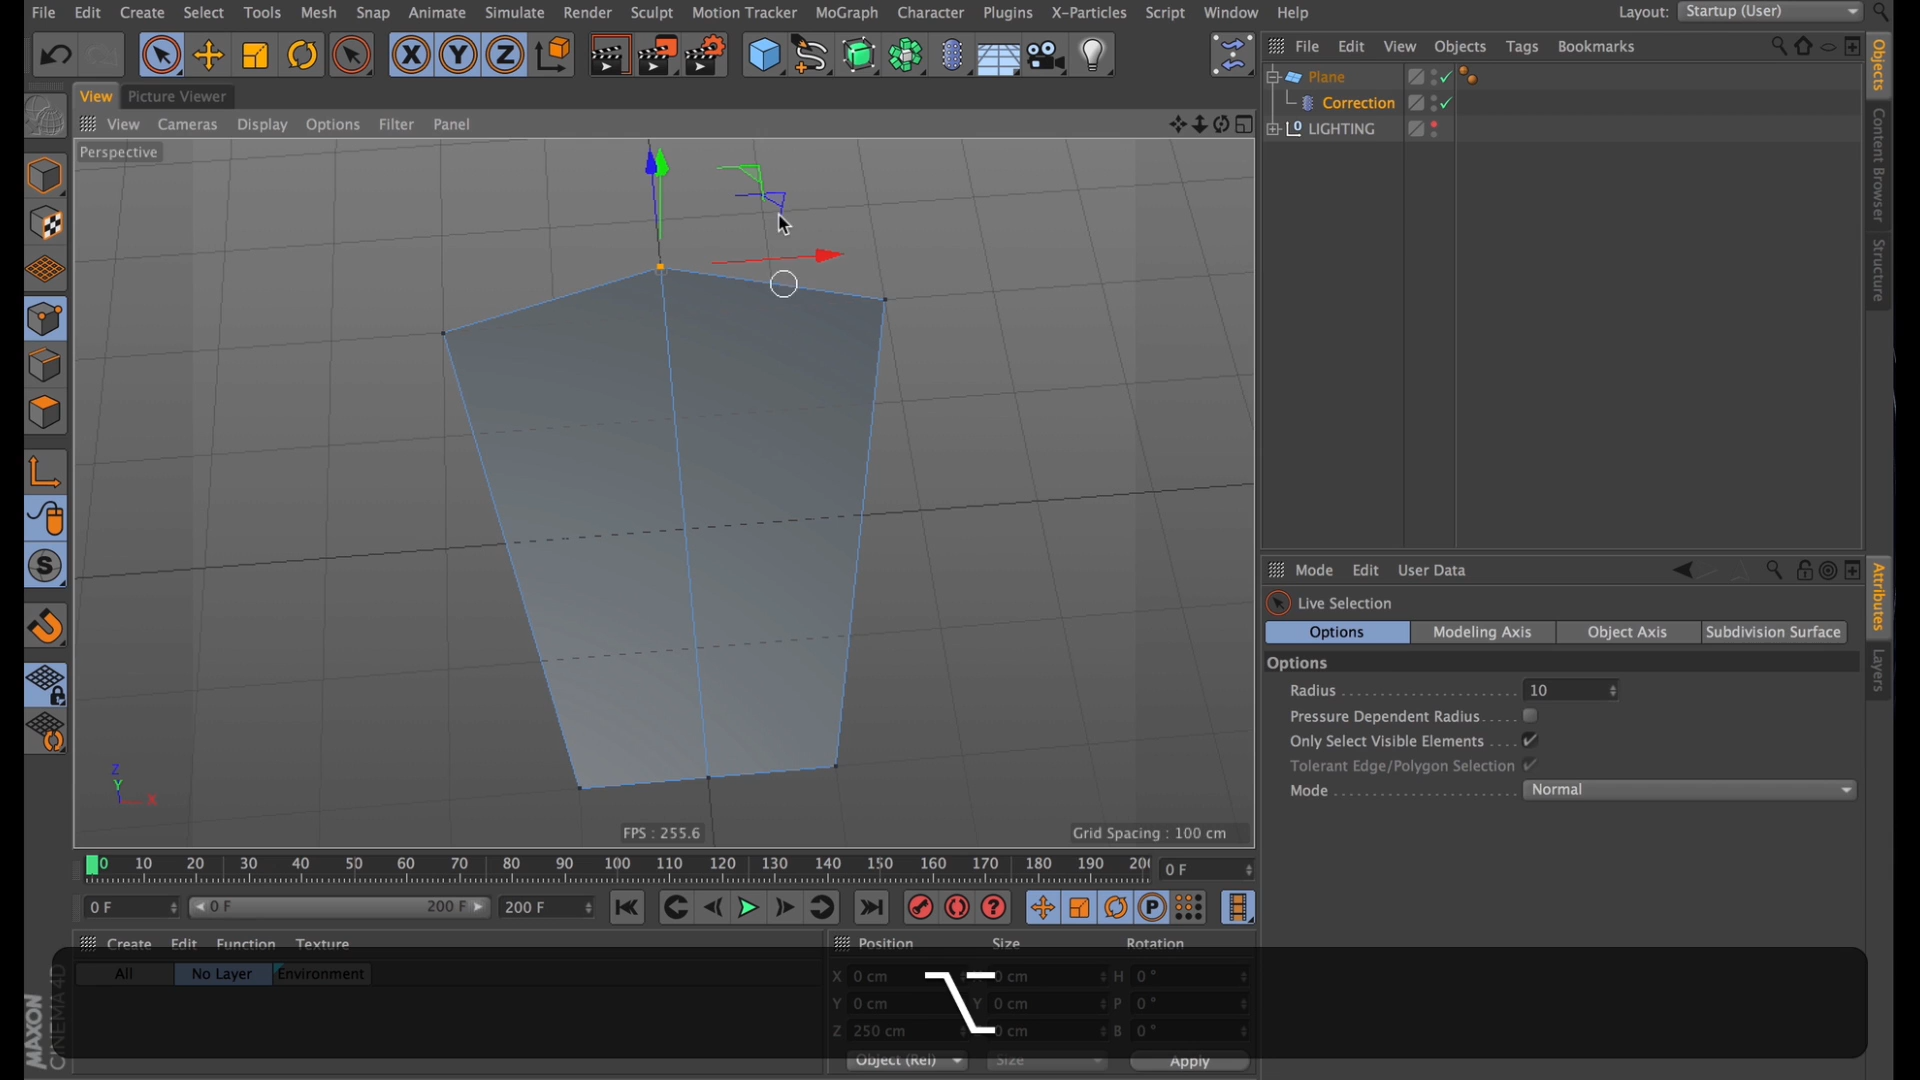 File Edit Create Select Tools Mesh Snap Animate Simulate Render Sculpt Motion Tracker MoGraph Character Plugins X-Particles Script Window Help Layout: Startup (User)
X Y Z
File Edit View Objects Tags Bookmarks
Plane
Correction
LIGHTING
Objects
Content Browser
Structure
View Picture Viewer
View Cameras Display Options Filter Panel
Perspective
Z
Y
X
FPS : 255.6
Grid Spacing : 100 cm
Mode Edit User Data
Live Selection
Options Modeling Axis Object Axis Subdivision Surface
Options
Radius 10
Pressure Dependent Radius
Only Select Visible Elements
Tolerant Edge/Polygon Selection
Mode Normal
Attributes
Layers
S
0 10 20 30 40 50 60 70 80 90 100 110 120 130 140 150 160 170 180 190 200 0 F
0 F 0 F 200 F 200 F
P
Create Edit Function Texture
All No Layer Environment
Position Size Rotation
X 0 cm 0 cm H 0 °
Y 0 cm Y 0 cm P 0 °
Z 250 cm 0 cm B 0 °
Object (Rel) Size Apply
MAXON
CINEMA 4D